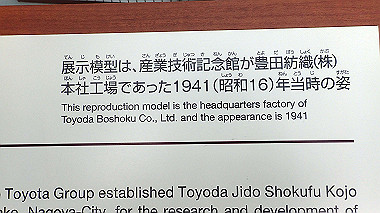 展示模型は、産業技術記念館が豊田紡織(株)
本社工場であった1941(昭和16)年当時の姿
This reproduction model is the headquarters factory of
Toyoda Boshoku Co., Ltd. and the appearance is 1941
Toyota Group established Toyoda Jido Shokufu Kojo
Nagoya-City, for the research and development of